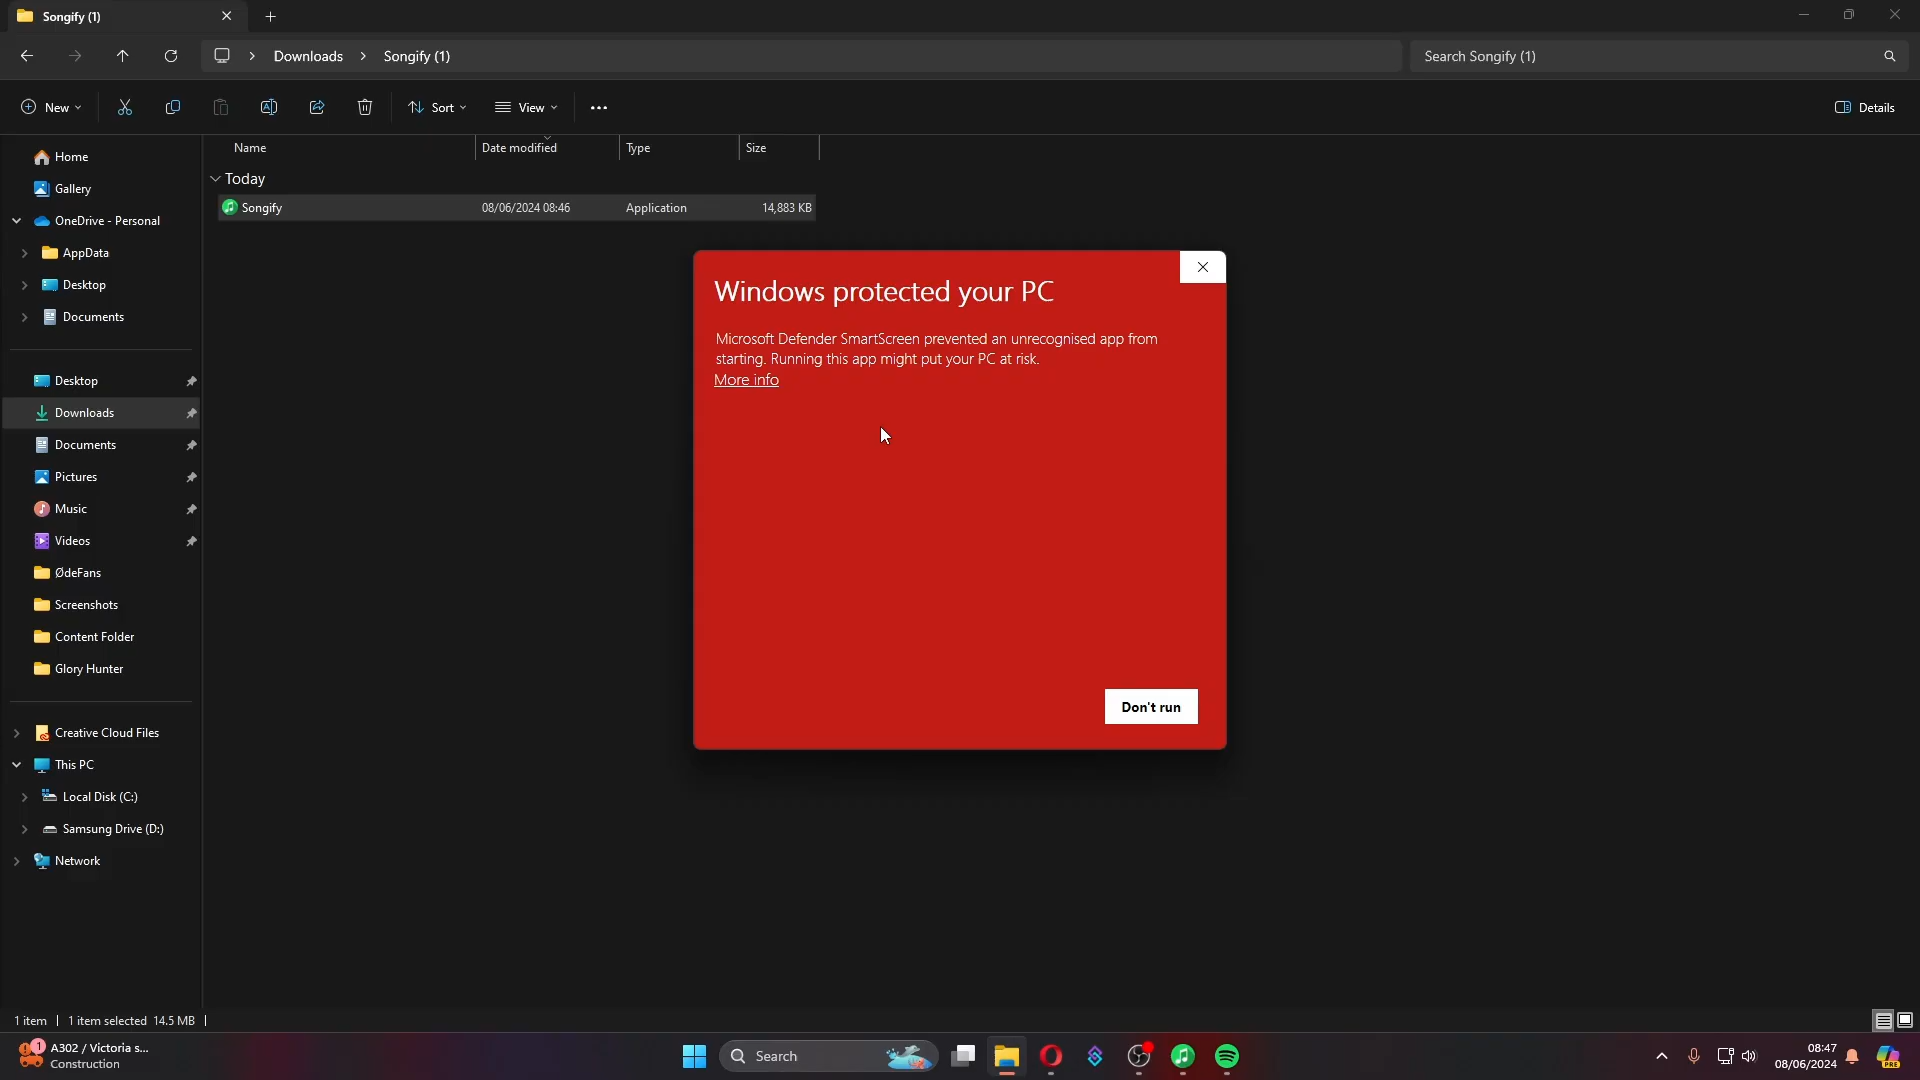 Songify (1)
Downloads
Songify (1)
Search Songify (1)
New
Sort
View
Details
Name
Date modified
Type
Size
Today
Songify
08/06/2024 08:46
Application
14,883 KB
Home
Gallery
OneDrive - Personal
AppData
Desktop
Documents
Desktop
Downloads
Documents
Pictures
Music
Videos
ØdeFans
Screenshots
Content Folder
Glory Hunter
Creative Cloud Files
This PC
Local Disk (C:)
Samsung Drive (D:)
Network
Windows protected your PC
Microsoft Defender SmartScreen prevented an unrecognised app from
starting. Running this app might put your PC at risk.
More info
Don't run
1 item
1 item selected 14.5 MB
1
A302 / Victoria s...
Construction
Search
08:47
08/06/2024
PRE